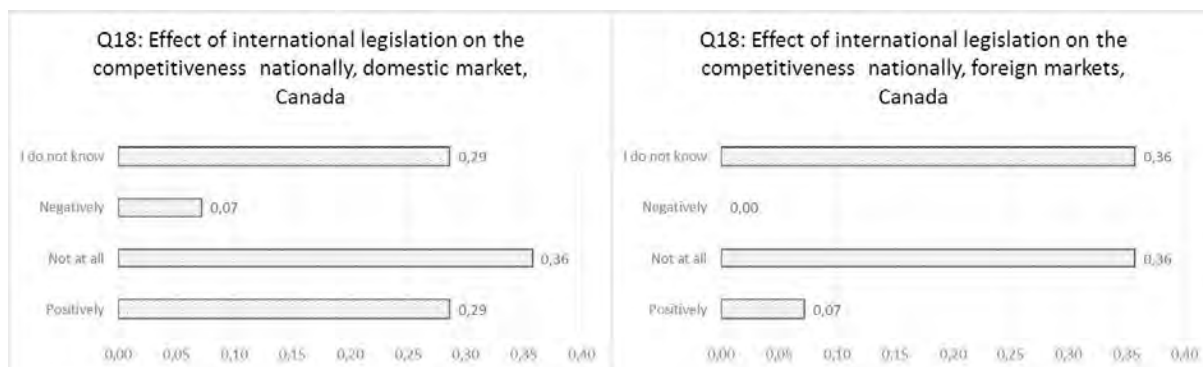 Q18: Effect of international legislation on the
competitiveness nationally, domestic market,
Canada
I do not know
0,29
Negatively
0,07
Not at all
0,36
Positively
0,29
0,00 0,05 0,10 0,15 0,20 0,25 0,30 0,35 0,40
Q18: Effect of international legislation on the
competitiveness nationally, foreign markets,
Canada
I do not know
0,36
Negatively
0,00
Not at all
0,36
Positively
0,07
0,00 0,05 0,10 0,15 0,20 0,25 0,30 0,35 0,40